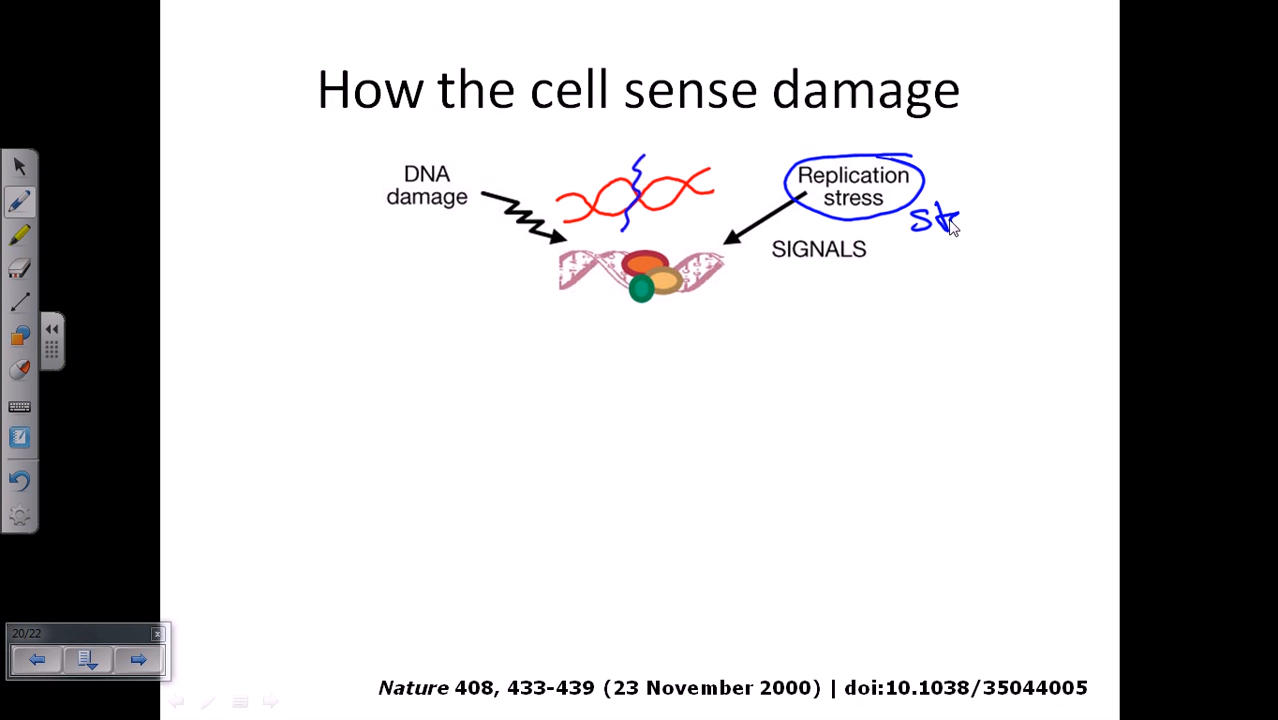 How the cell sense damage
DNA
damage
Replication
stress
st
SIGNALS
20/22
Nature 408, 433-439 (23 November 2000) | doi:10.1038/35044005